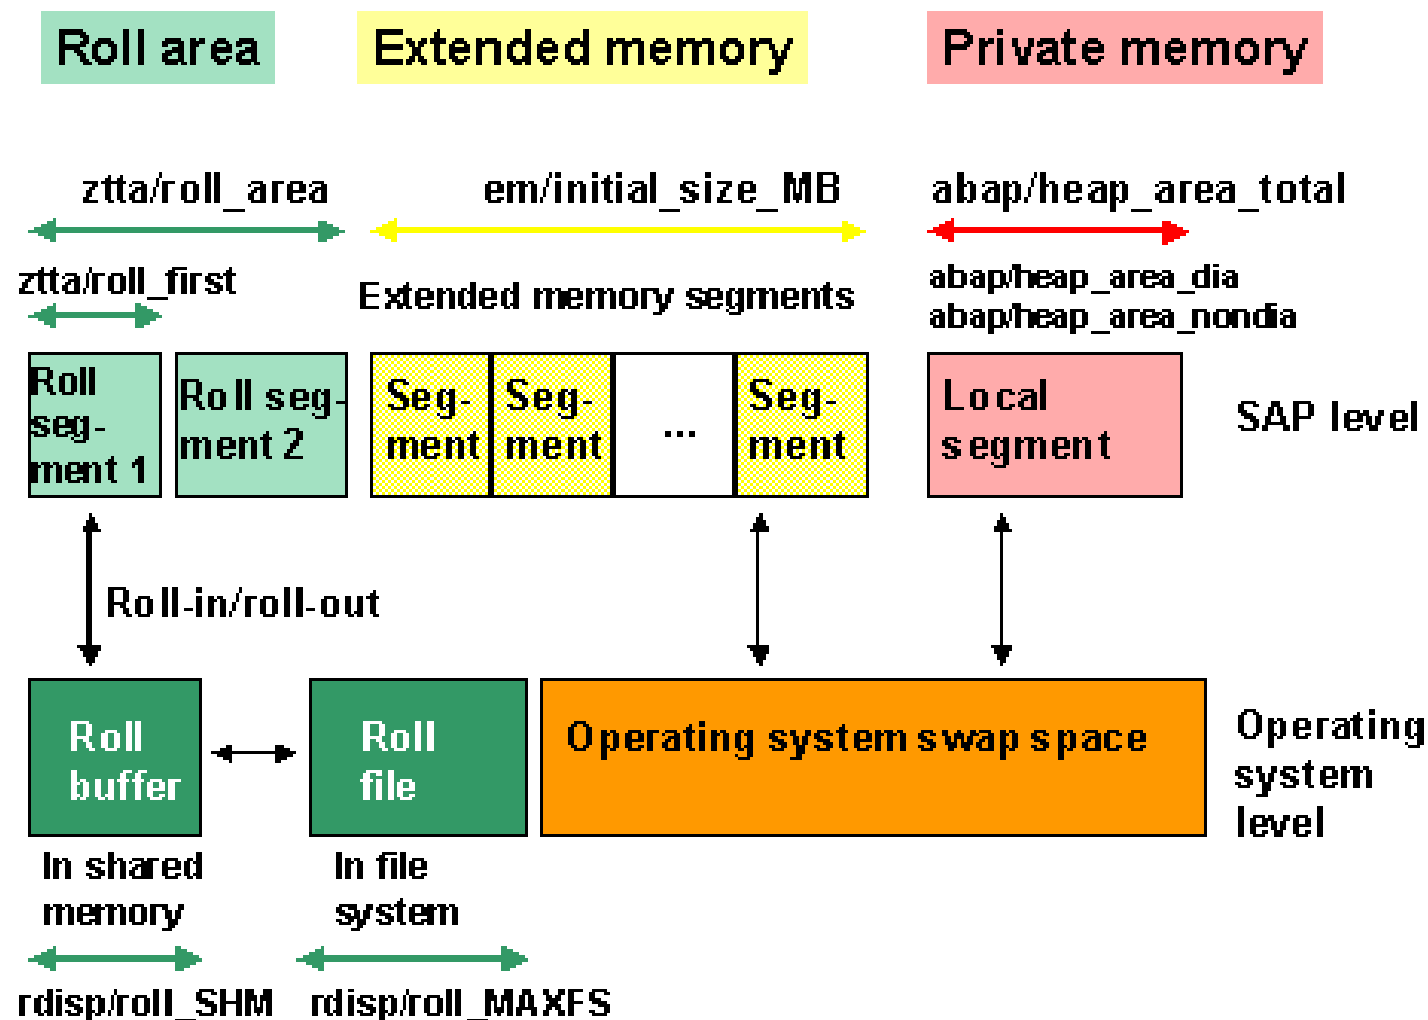 Roll area
Extended memory
Private memory
ztta/roll_area
em/initial_size_MB
abap/heap_area_total
ztta/roll_first
Extended memory segments
abap/heap_area_dia
abap/heap_area_nondia
Roll
seg-
ment 1
Roll seg-
ment 2
Seg-
ment
Seg-
ment
...
Seg-
ment
Local
segment
SAP level
Roll-in/roll-out
Roll
buffer
Roll
file
Operating system swap space
Operating
system
level
In shared
memory
In file
system
rdisp/roll_SHM
rdisp/roll_MAXFS